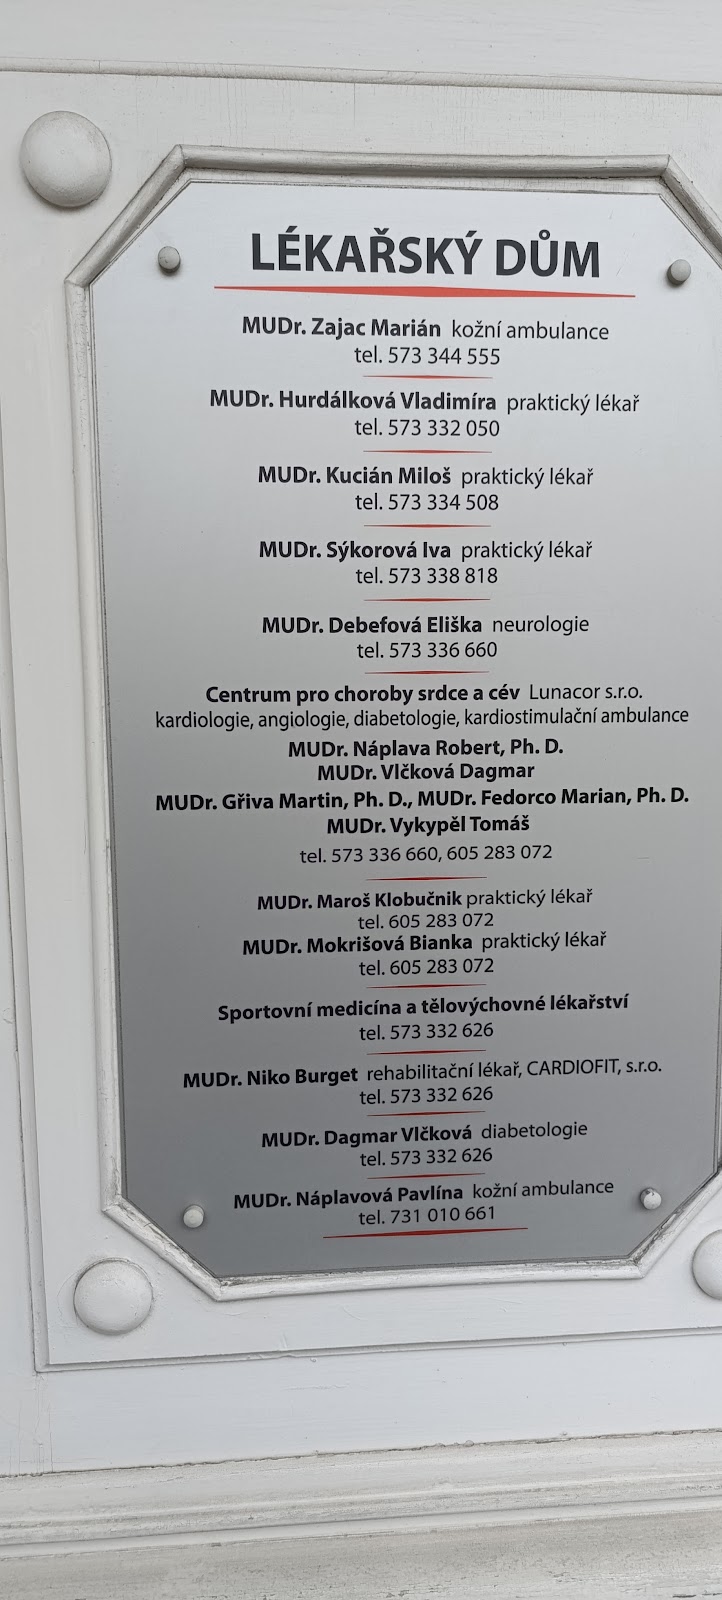 LÉKAŘSKÝ DŮM
MUDr. Zajac Marián kožní ambulance
tel. 573 344 555
MUDr. Hurdálková Vladimíra praktický lékař
tel. 573 332 050
MUDr. Kucián Miloš praktický lékař
tel. 573 334 508
MUDr. Sýkorová Iva praktický lékař
tel. 573 338 818
MUDr. Debefová Eliška neurologie
tel. 573 336 660
Centrum pro choroby srdce a cév Lunacor s.r.o.
kardiologie, angiologie, diabetologie, kardiostimulační ambulance
MUDr. Náplava Robert, Ph. D.
MUDr. Vlčková Dagmar
MUDr. Gřiva Martin, Ph. D., MUDr. Fedorco Marian, Ph. D.
MUDr. Vykypěl Tomáš
tel. 573 336 660, 605 283 072
MUDr. Maroš Klobučnik praktický lékař
tel. 605 283 072
MUDr. Mokrišová Bianka praktický lékař
tel. 605 283 072
Sportovní medicína a tělovýchovné lékařství
tel. 573 332 626
MUDr. Niko Burget rehabilitační lékař, CARDIOFIT, s.r.o.
tel. 573 332 626
MUDr. Dagmar Vlčková diabetologie
tel. 573 332 626
MUDr. Náplavová Pavlína kožní ambulance
tel. 731 010 661